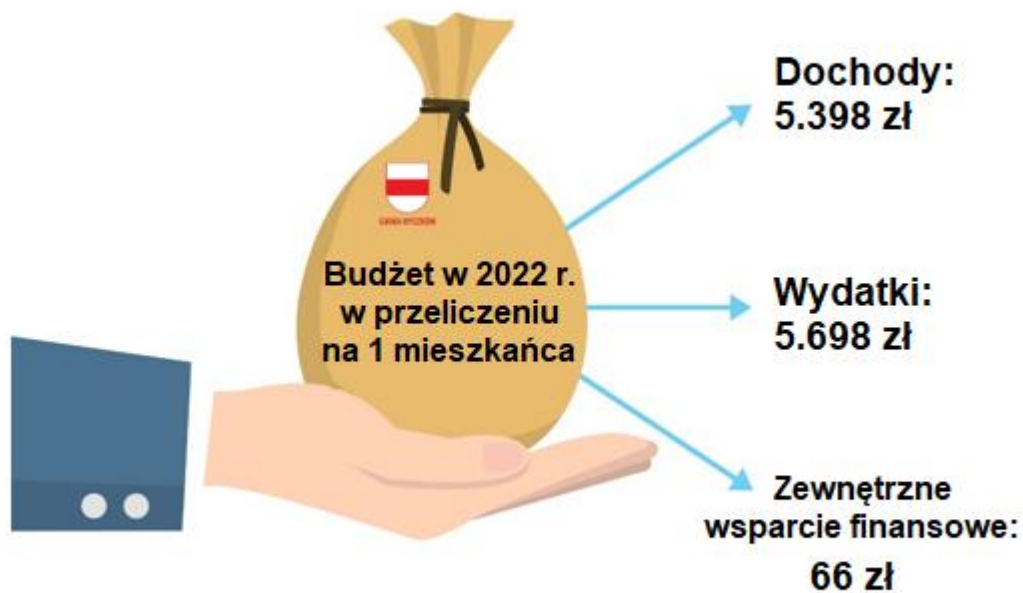 Budżet w 2022 r.
w przeliczeniu
na 1 mieszkańca
Dochody:
5.398 zł
Wydatki:
5.698 zł
Zewnętrzne
wsparcie finansowe:
66 zł